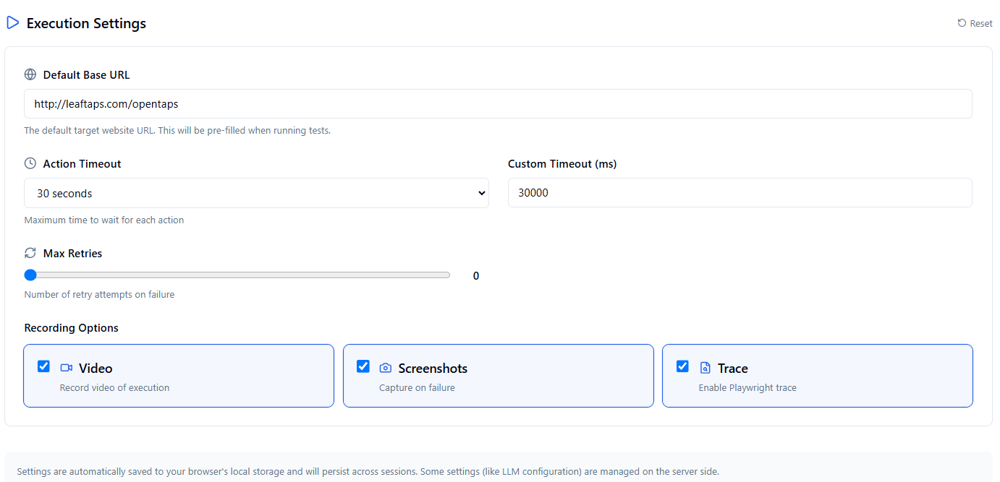 Execution Settings
Reset
Default Base URL
http://leaftaps.com/opentaps
The default target website URL. This will be pre-filled when running tests.
Action Timeout
Custom Timeout (ms)
30 seconds
30000
Maximum time to wait for each action
Max Retries
0
Number of retry attempts on failure
Recording Options
Video
Record video of execution
Screenshots
Capture on failure
Trace
Enable Playwright trace
Settings are automatically saved to your browser's local storage and will persist across sessions. Some settings (like LLM configuration) are managed on the server side.